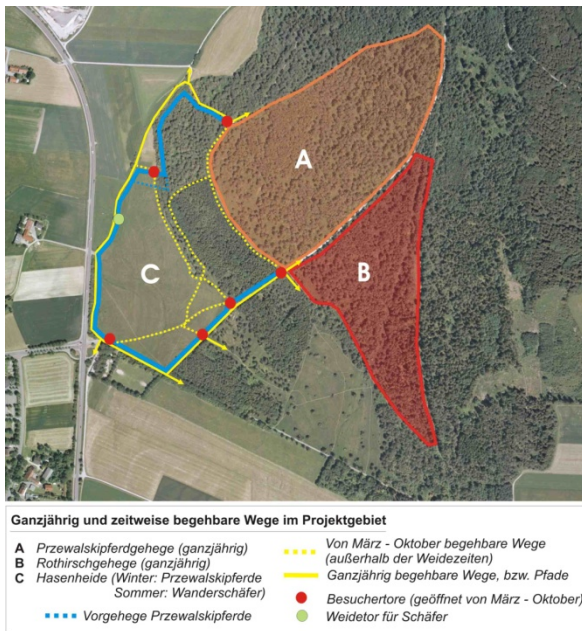 A
B
C
Ganzjährig und zeitweise begehbare Wege im Projektgebiet
A Przewalskipferdgehege (ganzjährig)
B Rothirschgehege (ganzjährig)
C Hasenheide (Winter: Przewalskipferde
Sommer: Wanderschäfer)
Vorgehege Przewalskipferde
Von März - Oktober begehbare Wege
(außerhalb der Weidezeiten)
Ganzjährig begehbare Wege, bzw. Pfade
Besuchertore (geöffnet von März - Oktober)
Weidetor für Schäfer